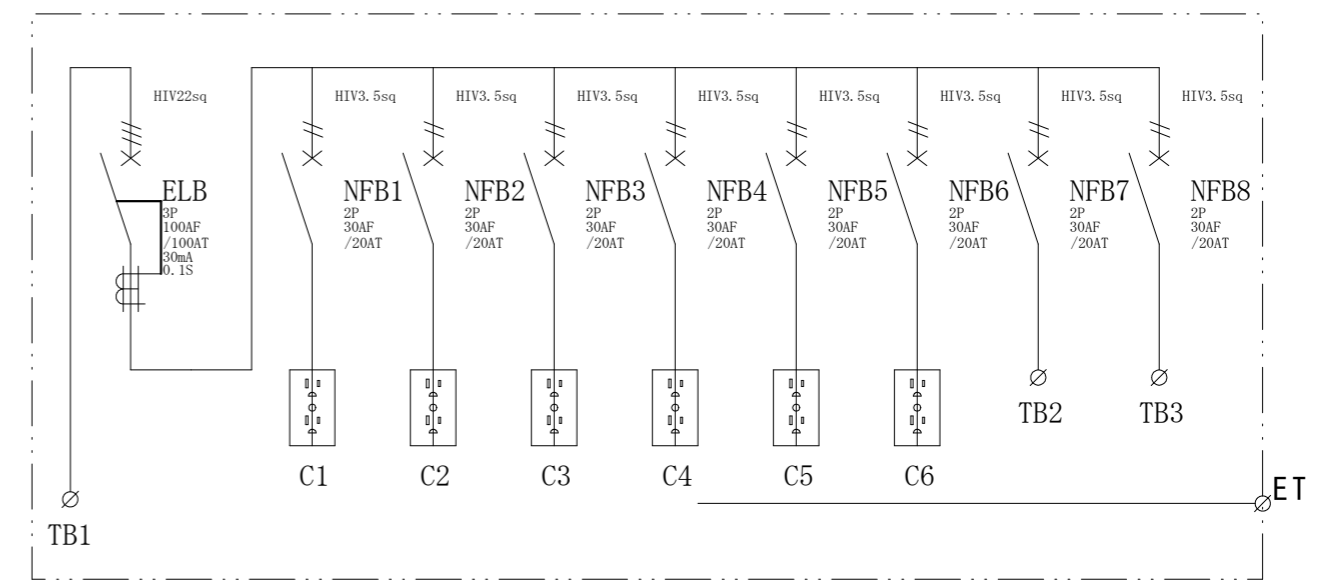 HIV22sq
HIV3.5sq
HIV3.5sq
HIV3.5sq
HIV3.5sq
HIV3.5sq
HIV3.5sq
HIV3.5sq
HIV3.5sq
ELB
3P
100AF
/100AT
30mA
0.1S
NFB1
2P
30AF
/20AT
NFB2
2P
30AF
/20AT
NFB3
2P
30AF
/20AT
NFB4
2P
30AF
/20AT
NFB5
2P
30AF
/20AT
NFB6
2P
30AF
/20AT
NFB7
2P
30AF
/20AT
NFB8
2P
30AF
/20AT
C1
C2
C3
C4
C5
C6
TB2
TB3
TB1
ET